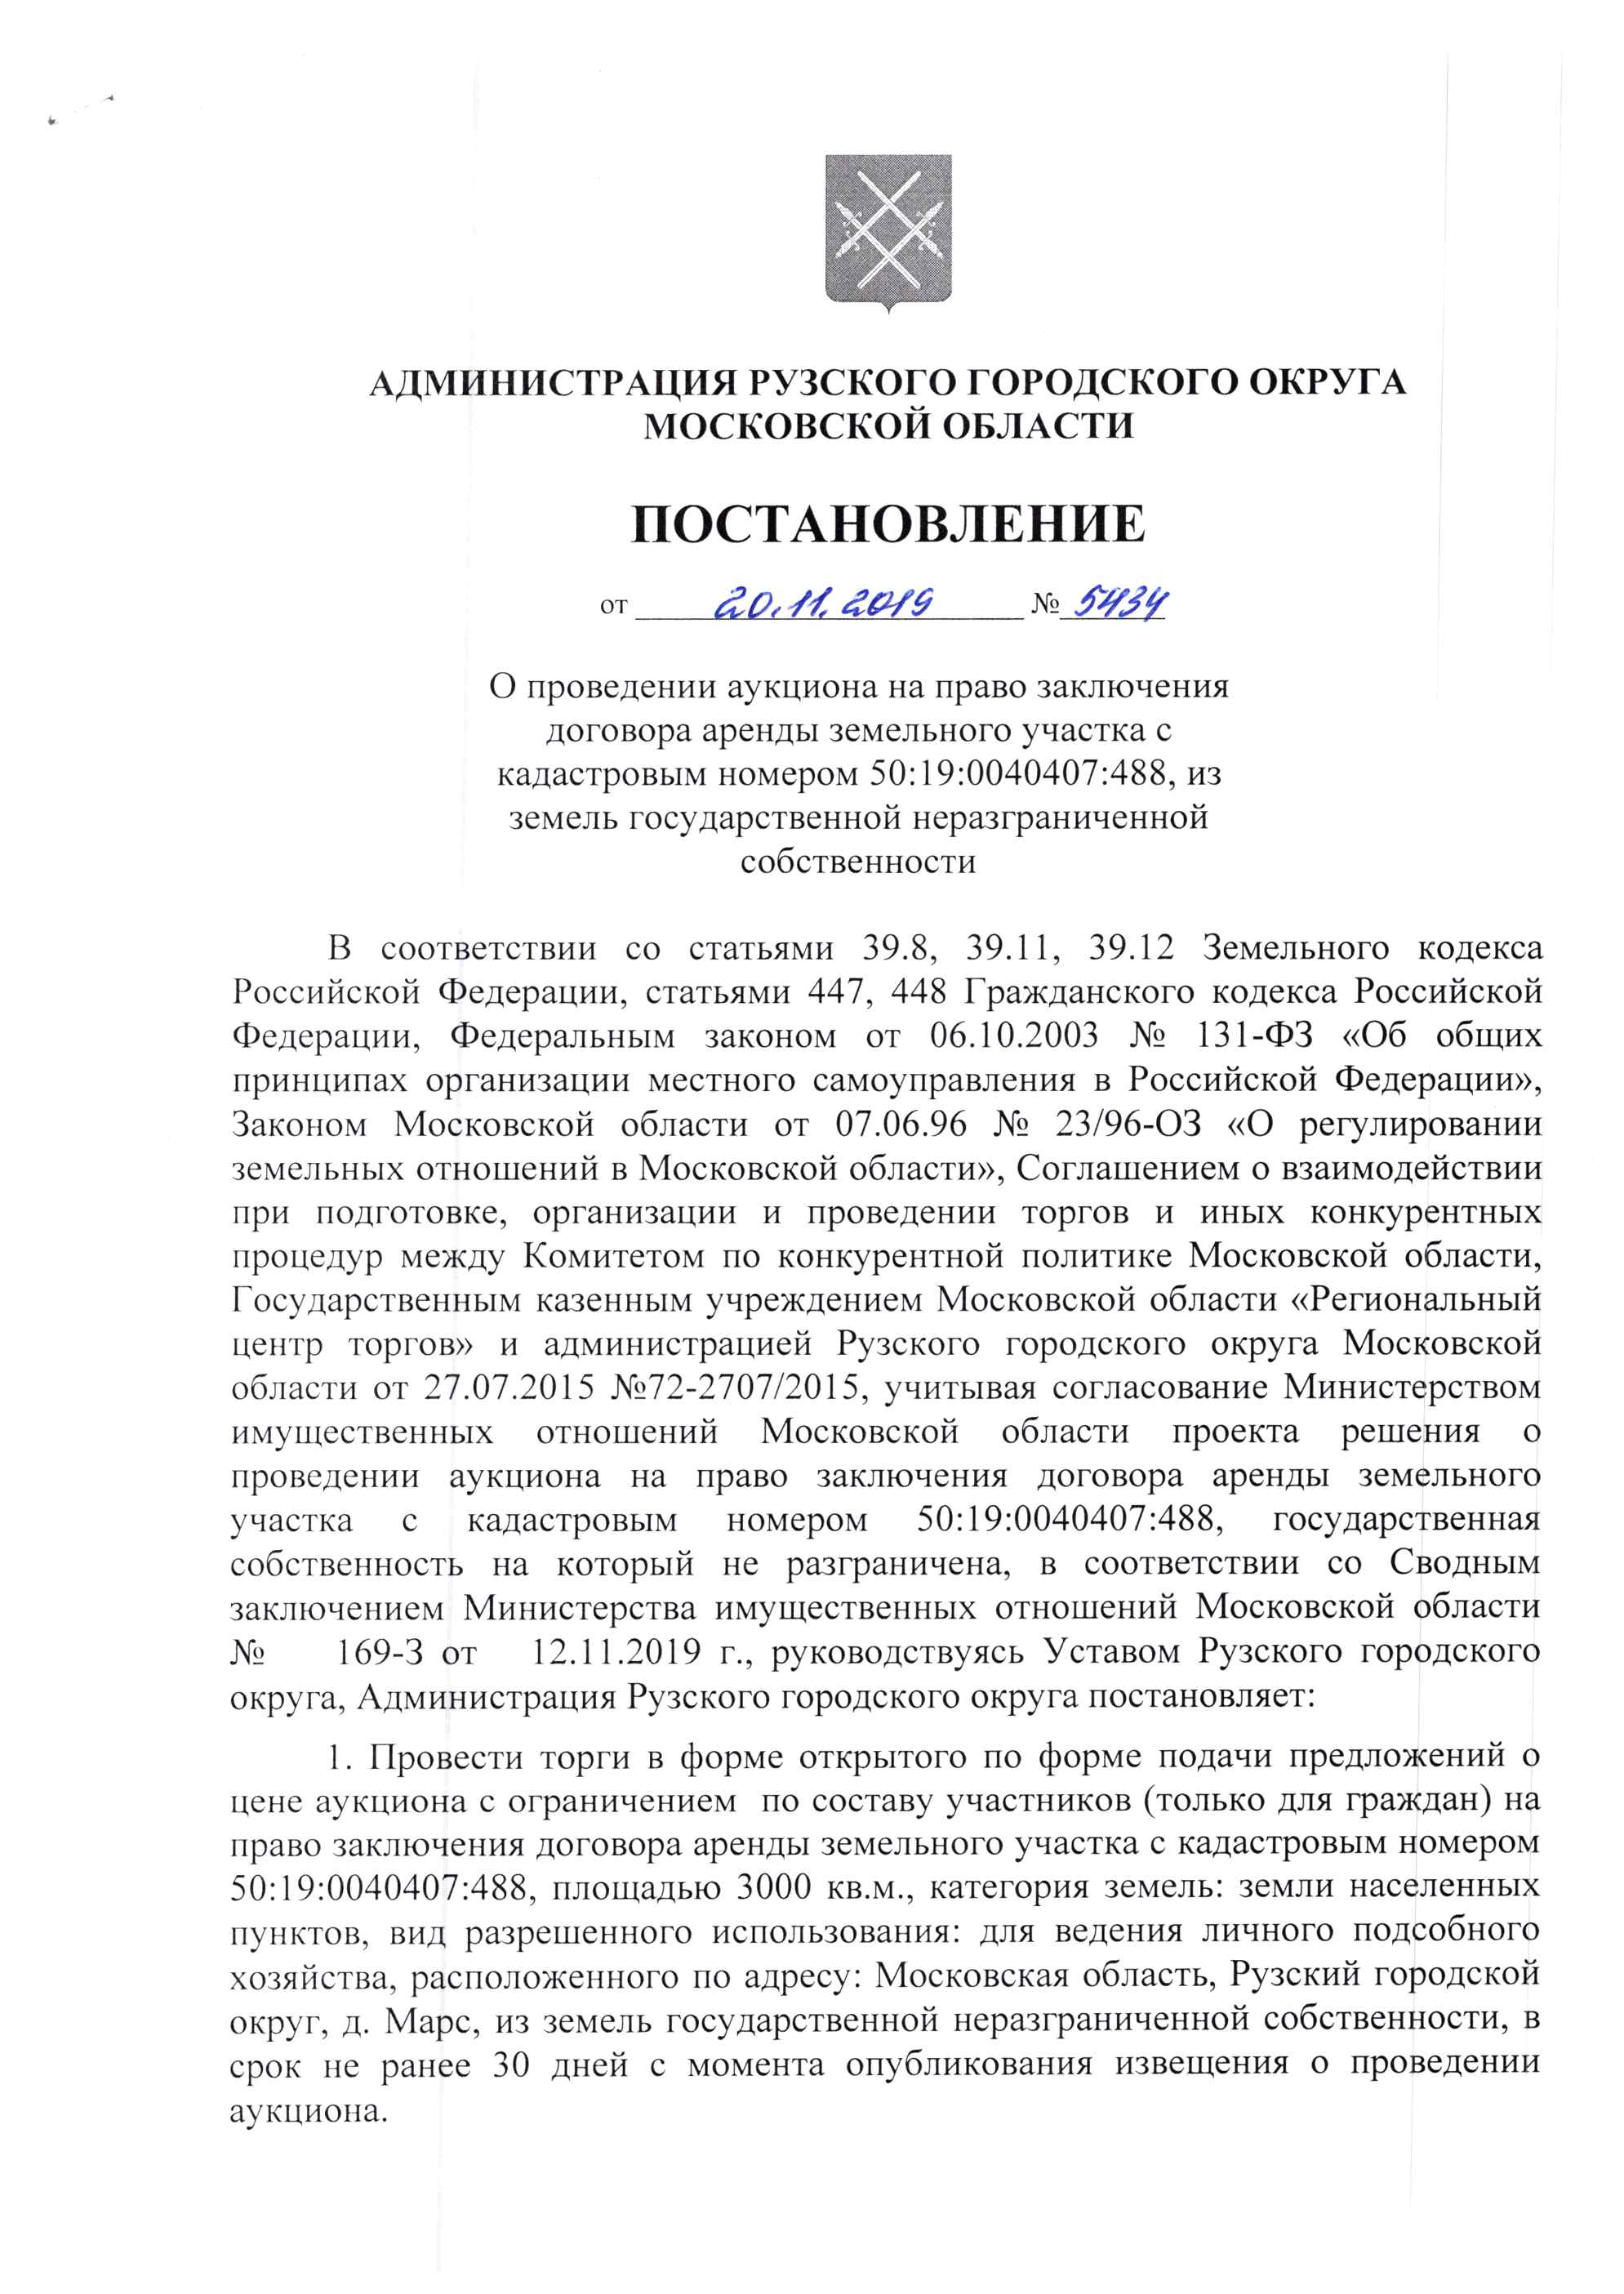 АДМИНИСТРАЦИЯ РУЗСКОГО ГОРОДСКОГО ОКРУГА
МОСКОВСКОЙ ОБЛАСТИ
ПОСТАНОВЛЕНИЕ
от 20.11.2019 № 5434
О проведении аукциона на право заключения
договора аренды земельного участка с
кадастровым номером 50:19:0040407:488, из
земель государственной неразграниченной
собственности
В соответствии со статьями 39.8, 39.11, 39.12 Земельного кодекса
Российской Федерации, статьями 447, 448 Гражданского кодекса Российской
Федерации, Федеральным законом от 06.10.2003 № 131-ФЗ «Об общих
принципах организации местного самоуправления в Российской Федерации»,
Законом Московской области от 07.06.96 № 23/96-ОЗ «О регулировании
земельных отношений в Московской области», Соглашением о взаимодействии
при подготовке, организации и проведении торгов и иных конкурентных
процедур между Комитетом по конкурентной политике Московской области,
Государственным казенным учреждением Московской области «Региональный
центр торгов» и администрацией Рузского городского округа Московской
области от 27.07.2015 №72-2707/2015, учитывая согласование Министерством
имущественных отношений Московской области проекта решения о
проведении аукциона на право заключения договора аренды земельного
участка с кадастровым номером 50:19:0040407:488, государственная
собственность на который не разграничена, в соответствии со Сводным
заключением Министерства имущественных отношений Московской области
№ 169-З от 12.11.2019 г., руководствуясь Уставом Рузского городского
округа, Администрация Рузского городского округа постановляет:
1. Провести торги в форме открытого по форме подачи предложений о
цене аукциона с ограничением по составу участников (только для граждан) на
право заключения договора аренды земельного участка с кадастровым номером
50:19:0040407:488, площадью 3000 кв.м., категория земель: земли населенных
пунктов, вид разрешенного использования: для ведения личного подсобного
хозяйства, расположенного по адресу: Московская область, Рузский городской
округ, д. Марс, из земель государственной неразграниченной собственности, в
срок не ранее 30 дней с момента опубликования извещения о проведении
аукциона.